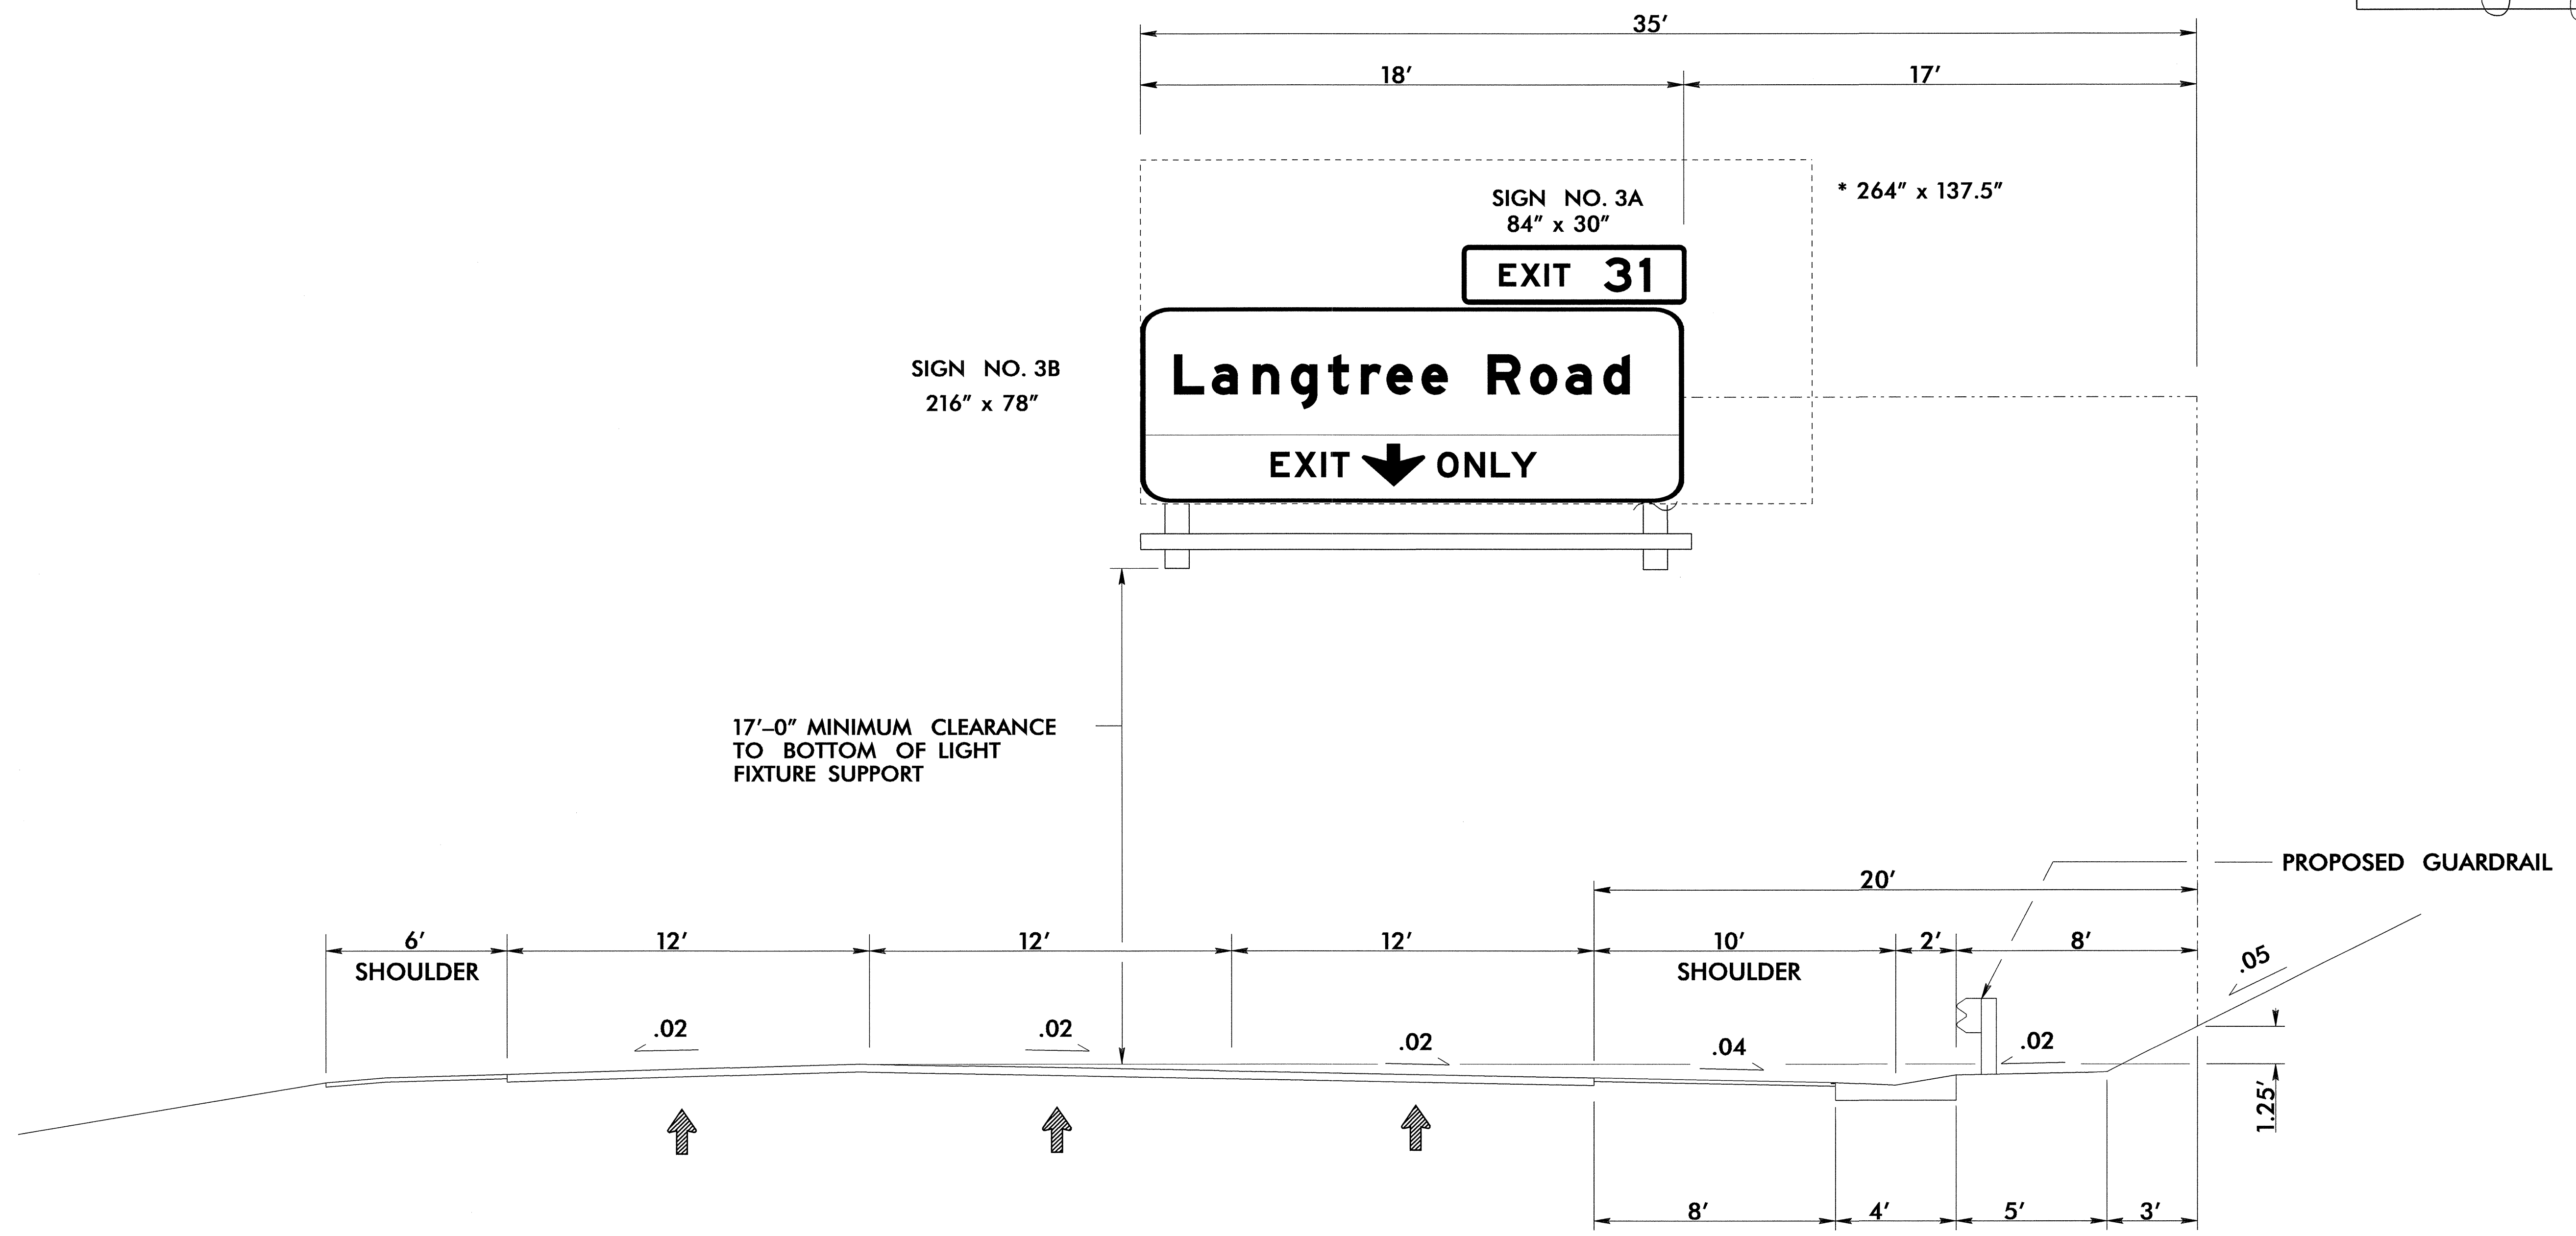 35'
18'
17'
* 264" x 137.5"
SIGN NO. 3A
84" x 30"
EXIT 31
SIGN NO. 3B
216" x 78"
Langtree Road
EXIT ONLY
17'–0" MINIMUM CLEARANCE
TO BOTTOM OF LIGHT
FIXTURE SUPPORT
PROPOSED GUARDRAIL
20'
6'
12'
12'
12'
10'
2'
8'
SHOULDER
SHOULDER
.05
.02
.02
.02
.04
.02
1.25'
8'
4'
5'
3'